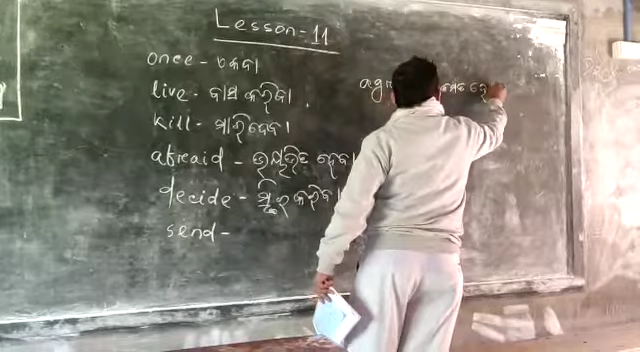 Lesson - 11
once - ଏକଦା
live - ବାସ କରିବା
kill - ମାରିଦେବା
afraid - ଭୟଭୀତ ହେବା
decide - ସ୍ଥିର କରିବା
send -